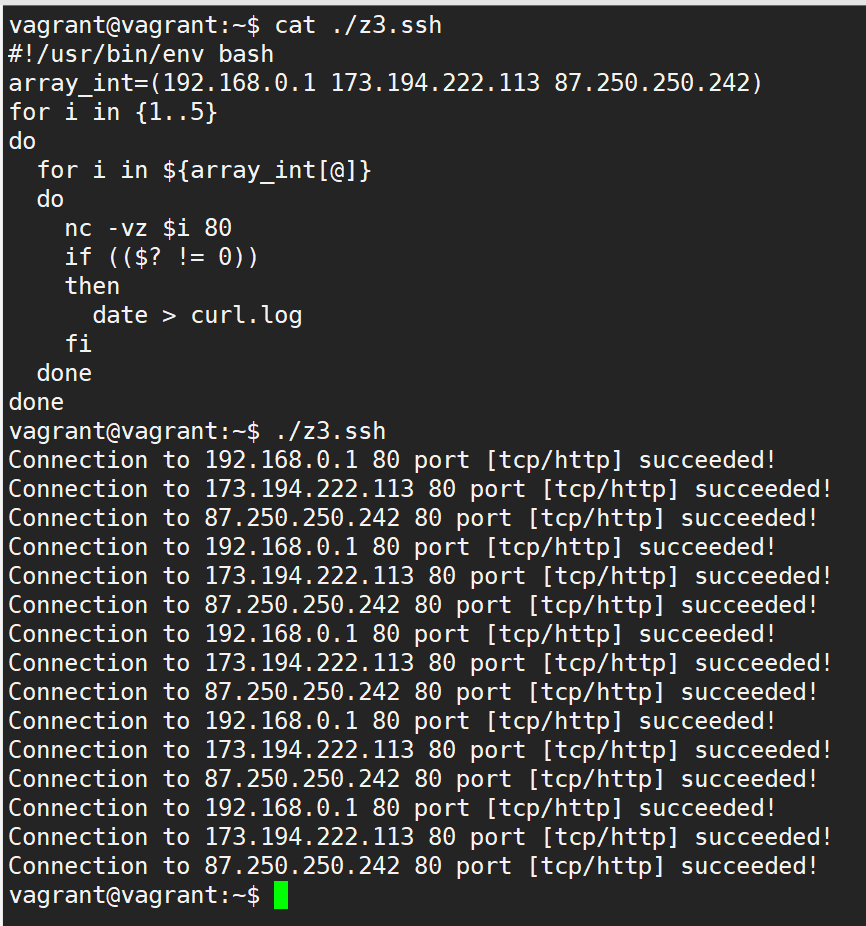 vagrant@vagrant:~$ cat ./z3.ssh
#!/usr/bin/env bash
array_int=(192.168.0.1 173.194.222.113 87.250.250.242)
for i in {1..5}
do
  for i in ${array_int[@]}
  do
    nc -vz $i 80
    if (($? != 0))
    then
      date > curl.log
    fi
  done
done
vagrant@vagrant:~$ ./z3.ssh
Connection to 192.168.0.1 80 port [tcp/http] succeeded!
Connection to 173.194.222.113 80 port [tcp/http] succeeded!
Connection to 87.250.250.242 80 port [tcp/http] succeeded!
Connection to 192.168.0.1 80 port [tcp/http] succeeded!
Connection to 173.194.222.113 80 port [tcp/http] succeeded!
Connection to 87.250.250.242 80 port [tcp/http] succeeded!
Connection to 192.168.0.1 80 port [tcp/http] succeeded!
Connection to 173.194.222.113 80 port [tcp/http] succeeded!
Connection to 87.250.250.242 80 port [tcp/http] succeeded!
Connection to 192.168.0.1 80 port [tcp/http] succeeded!
Connection to 173.194.222.113 80 port [tcp/http] succeeded!
Connection to 87.250.250.242 80 port [tcp/http] succeeded!
Connection to 192.168.0.1 80 port [tcp/http] succeeded!
Connection to 173.194.222.113 80 port [tcp/http] succeeded!
Connection to 87.250.250.242 80 port [tcp/http] succeeded!
vagrant@vagrant:~$